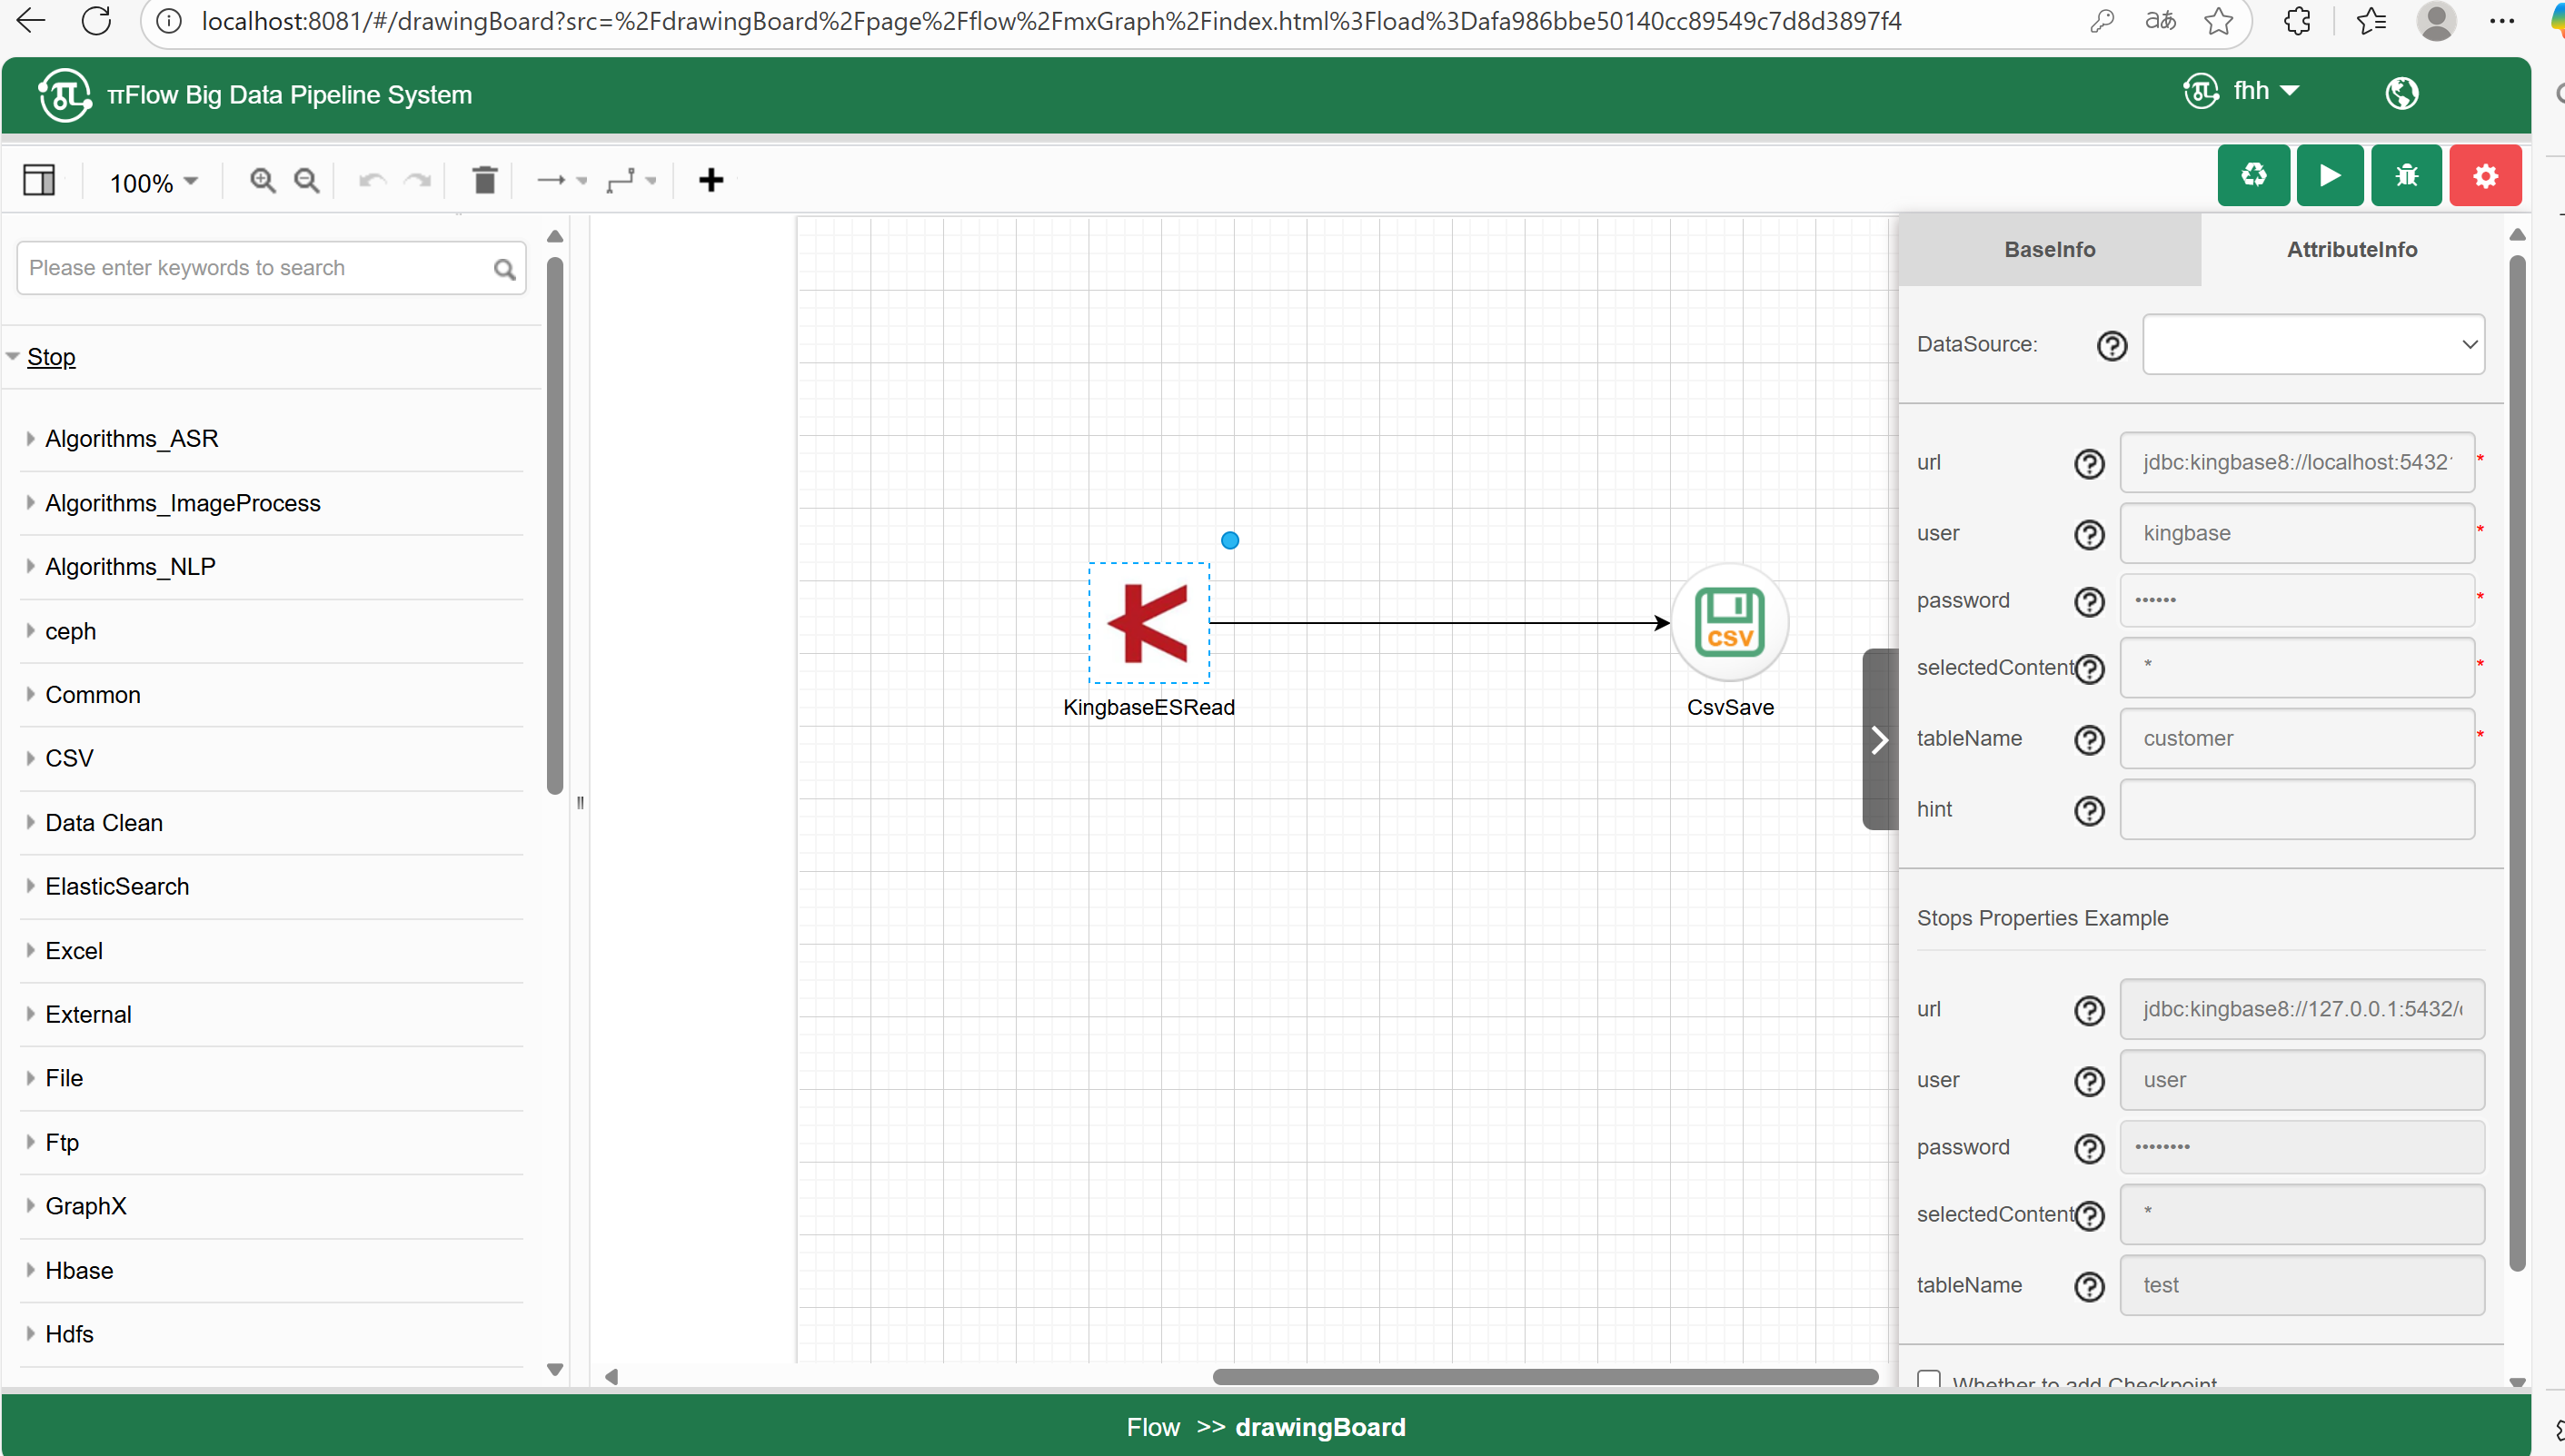 localhost:8081/#/drawingBoard?src=%2FdrawingBoard%2Fpage%2Fflow%2FmxGraph%2Findex.html%3Fload%3Dafa986bbe50140cc89549c7d8d3897f4
πFlow Big Data Pipeline System
fhh
100%
Please enter keywords to search
Stop
Algorithms_ASR
Algorithms_ImageProcess
Algorithms_NLP
ceph
Common
CSV
Data Clean
ElasticSearch
Excel
External
File
Ftp
GraphX
Hbase
Hdfs
KingbaseESRead
CSV
CsvSave
BaseInfo
AttributeInfo
DataSource:
url
jdbc:kingbase8://localhost:5432
*
user
kingbase
*
password
••••••
*
selectedContent
*
*
tableName
customer
*
hint
Stops Properties Example
url
jdbc:kingbase8://127.0.0.1:5432/
user
user
password
••••••••
selectedContent
*
tableName
test
Whether to add Checkpoint
Flow >> drawingBoard